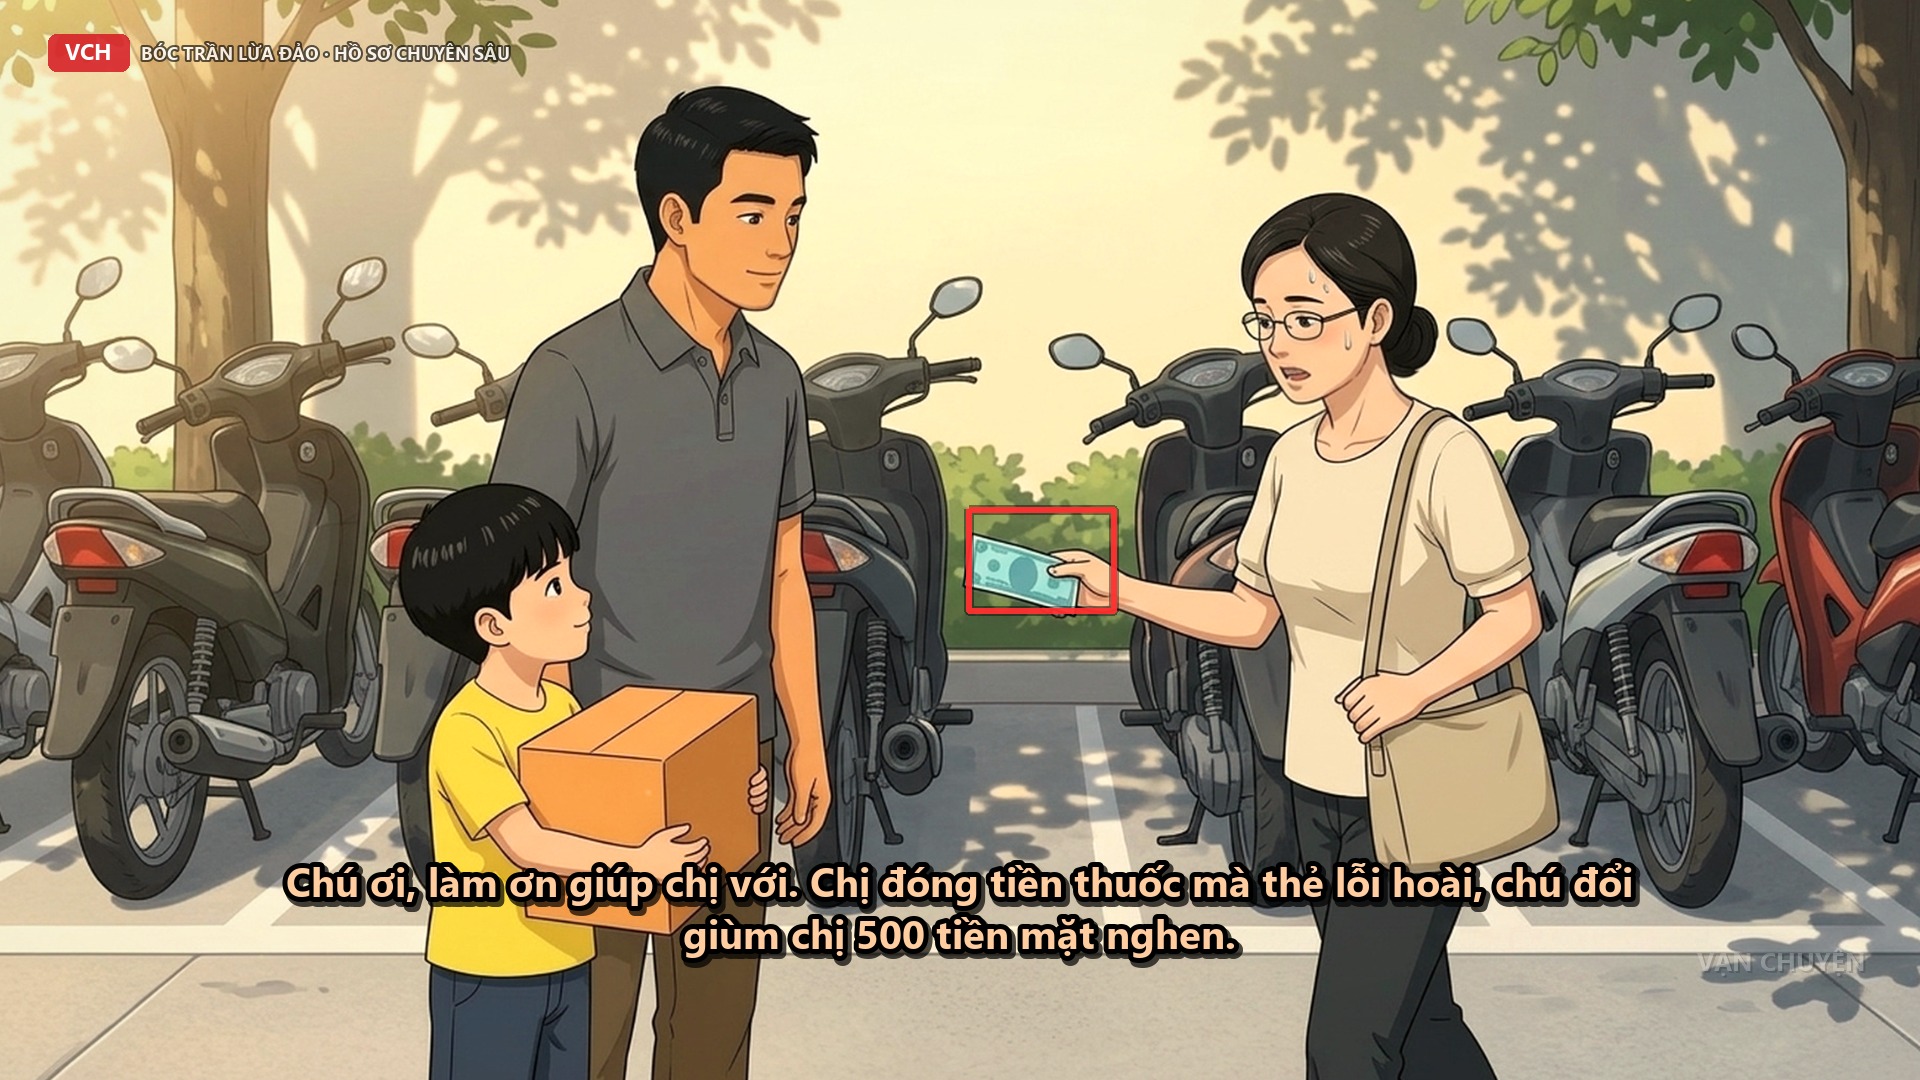 VCH BÓC TRẦN LỪA ĐẢO · HỒ SƠ CHUYÊN SÂU
Chú ơi, làm ơn giúp chị với. Chị đóng tiền thuốc mà thẻ lỗi hoài, chú đổi
giùm chị 500 tiền mặt nghen.
VẠN CHUYỆN